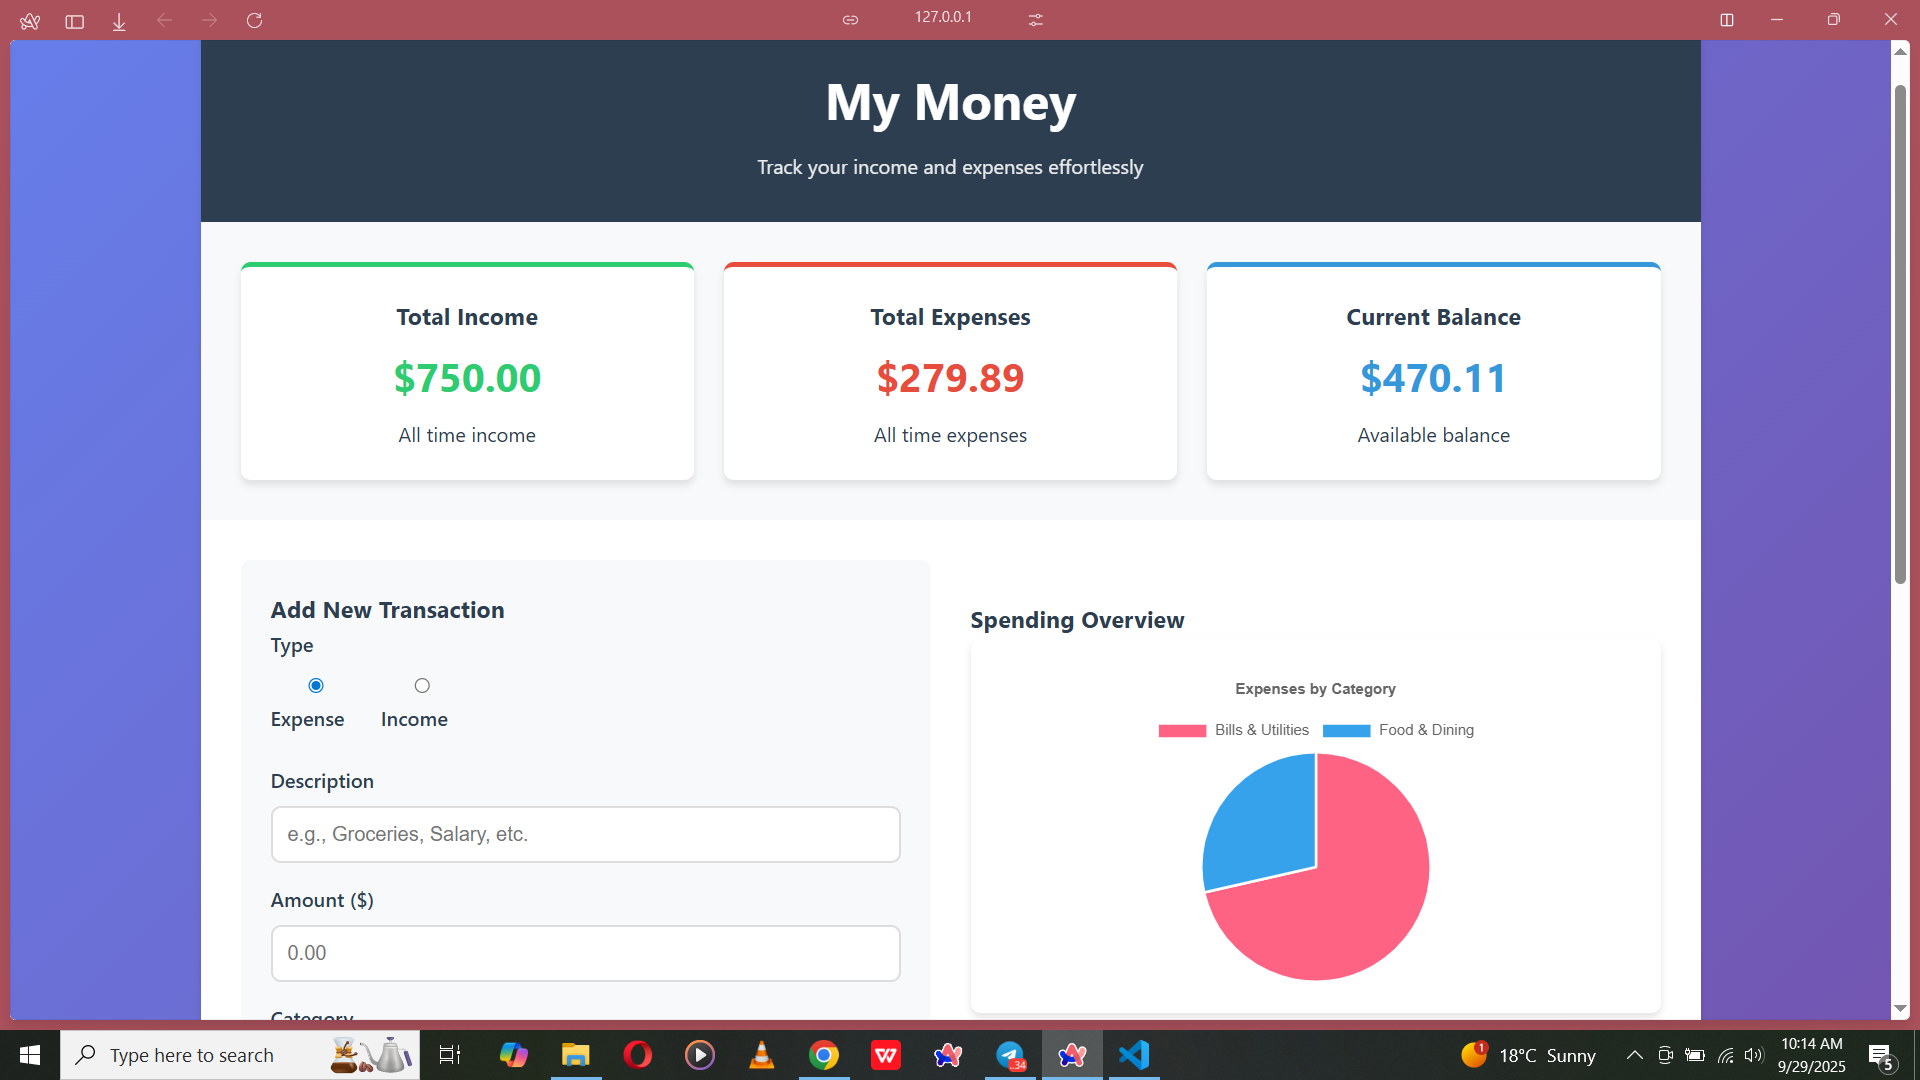 127.0.0.1
My Money
Track your income and expenses effortlessly
Total Income
$750.00
All time income
Total Expenses
$279.89
All time expenses
Current Balance
$470.11
Available balance
Add New Transaction
Type
Expense
Income
Description
e.g., Groceries, Salary, etc.
Amount ($)
0.00
Category
Spending Overview
Expenses by Category
Bills & Utilities
Food & Dining
Type here to search
W
..34
1
18°C Sunny
10:14 AM
9/29/2025
5